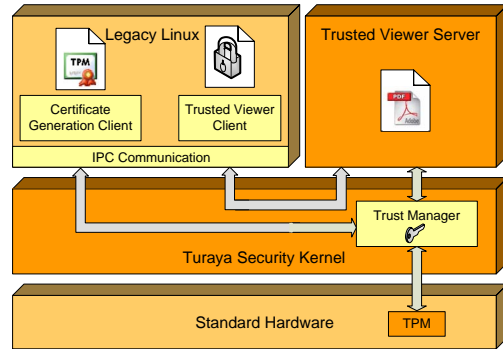 Legacy Linux
TPM
Certificate
Generation Client
Trusted Viewer
Client
IPC Communication
Trusted Viewer Server
PDF
Adobe
Trust Manager
Turaya Security Kernel
Standard Hardware
TPM